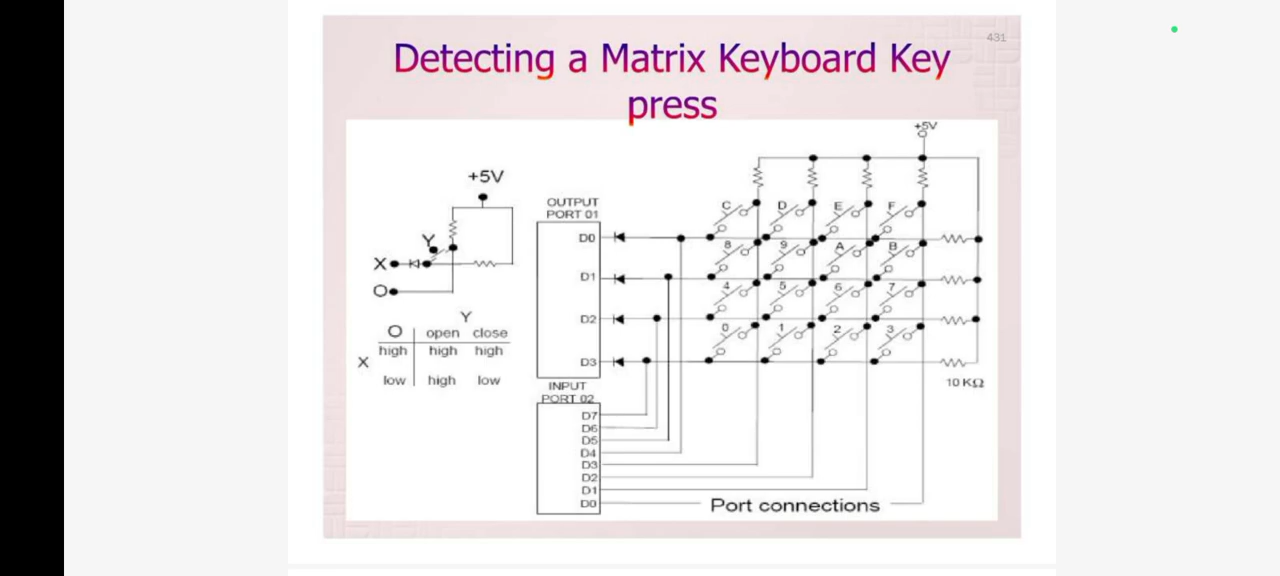 431
Detecting a Matrix Keyboard Key
press
+5V
+5V
OUTPUT
PORT 01
C D E F
Y
D0
X
8 9 A B
D1
O
4 5 6 7
D2
Y
0 1 2 3
O open close
high high high
X
D3
low high low
10 KΩ
INPUT
PORT 02
D7
D6
D5
D4
D3
D2
D1
D0
Port connections